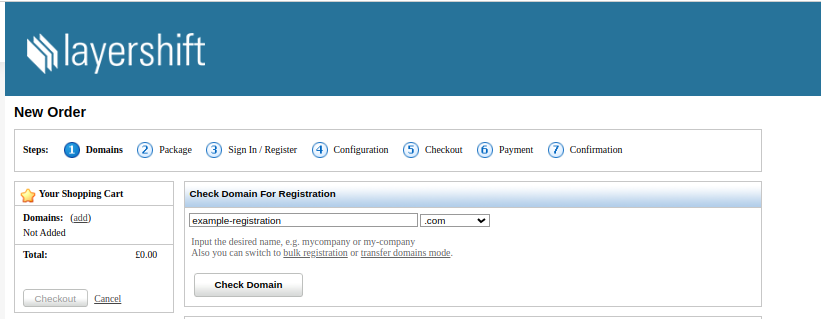 layershift
New Order
Steps: 1 Domains 2 Package 3 Sign In / Register 4 Configuration 5 Checkout 6 Payment 7 Confirmation
Your Shopping Cart
Domains: (add)
Not Added
Total: £0.00
Checkout Cancel
Check Domain For Registration
example-registration .com
Input the desired name, e.g. mycompany or my-company
Also you can switch to bulk registration or transfer domains mode.
Check Domain